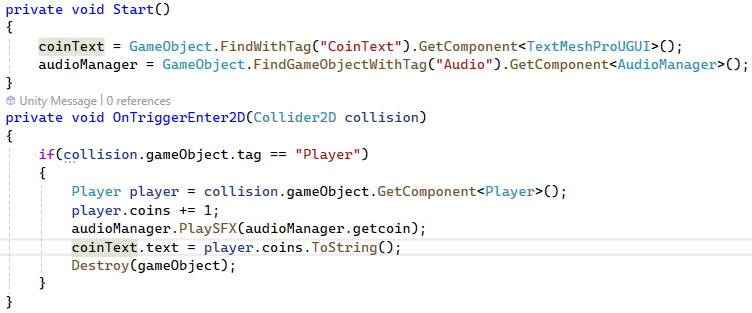 private void Start()
{
coinText = GameObject.FindWithTag("CoinText").GetComponent<TextMeshProUGUI>();
audioManager = GameObject.FindGameObjectWithTag("Audio").GetComponent<AudioManager>();
}
Unity Message | 0 references
private void OnTriggerEnter2D(Collider2D collision)
{
if(collision.gameObject.tag == "Player")
{
Player player = collision.gameObject.GetComponent<Player>();
player.coins += 1;
audioManager.PlaySFX(audioManager.getcoin);
coinText.text = player.coins.ToString();
Destroy(gameObject);
}
}